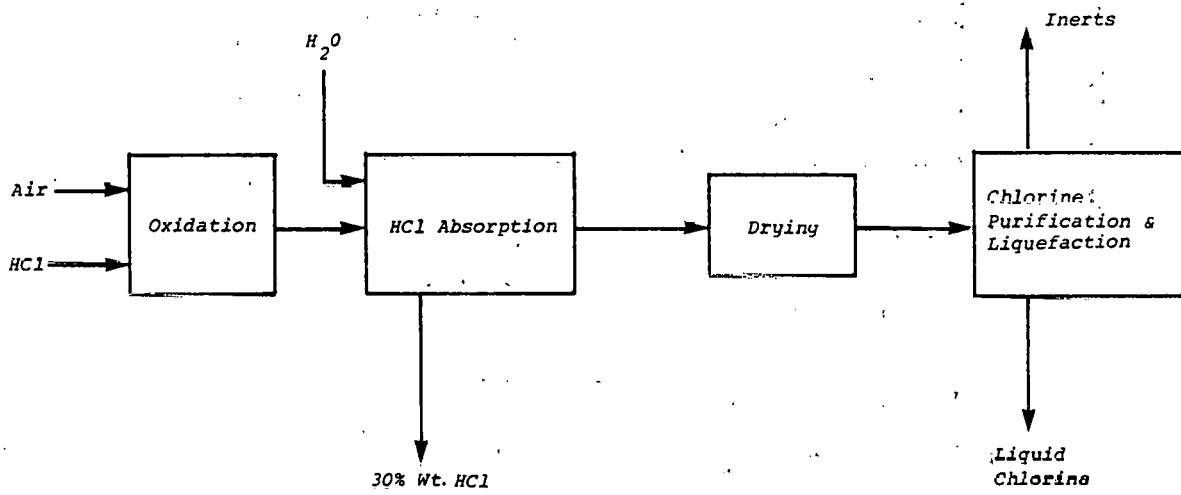 Inerts
H2O
Air
HCl
Oxidation
HCl Absorption
Drying
Chlorine
Purification &
Liquefaction
30% Wt. HCl
Liquid
Chlorine